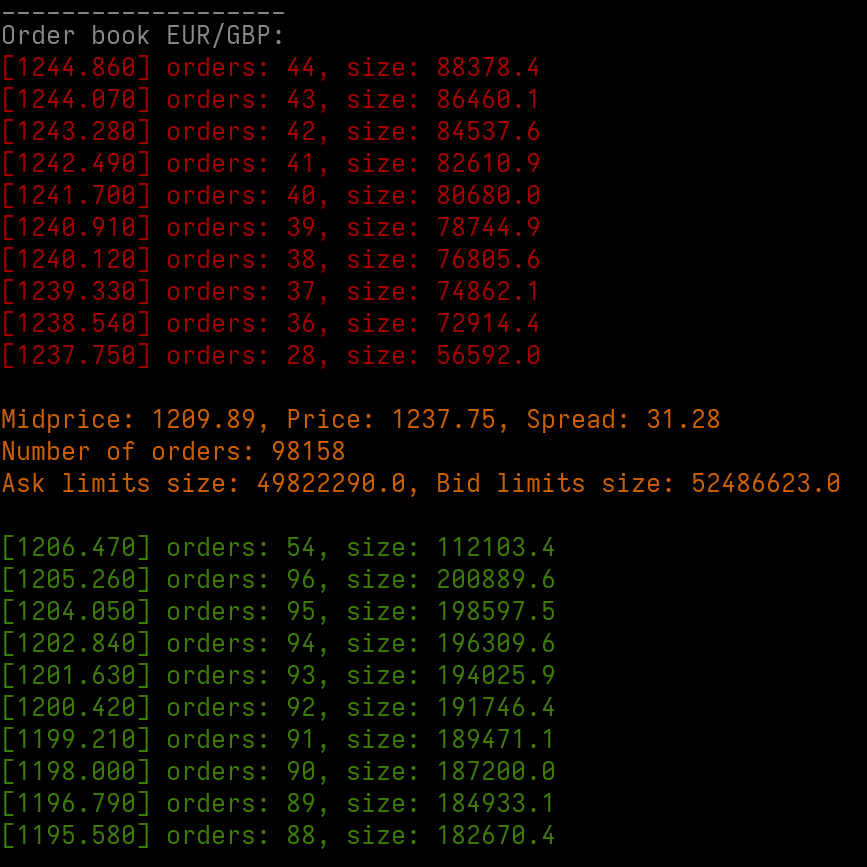 -------------------
Order book EUR/GBP:
[1244.860] orders: 44, size: 88378.4
[1244.070] orders: 43, size: 86460.1
[1243.280] orders: 42, size: 84537.6
[1242.490] orders: 41, size: 82610.9
[1241.700] orders: 40, size: 80680.0
[1240.910] orders: 39, size: 78744.9
[1240.120] orders: 38, size: 76805.6
[1239.330] orders: 37, size: 74862.1
[1238.540] orders: 36, size: 72914.4
[1237.750] orders: 28, size: 56592.0
Midprice: 1209.89, Price: 1237.75, Spread: 31.28
Number of orders: 98158
Ask limits size: 49822290.0, Bid limits size: 52486623.0
[1206.470] orders: 54, size: 112103.4
[1205.260] orders: 96, size: 200889.6
[1204.050] orders: 95, size: 198597.5
[1202.840] orders: 94, size: 196309.6
[1201.630] orders: 93, size: 194025.9
[1200.420] orders: 92, size: 191746.4
[1199.210] orders: 91, size: 189471.1
[1198.000] orders: 90, size: 187200.0
[1196.790] orders: 89, size: 184933.1
[1195.580] orders: 88, size: 182670.4